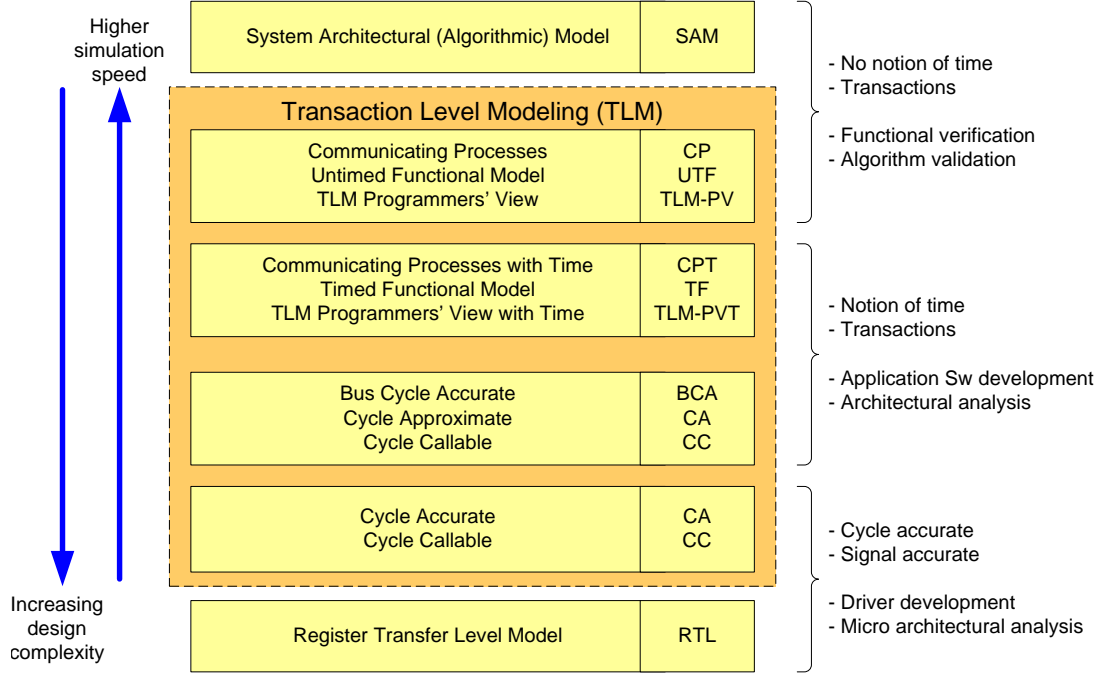 Higher
simulation
speed
System Architectural (Algorithmic) Model SAM
- No notion of time
- Transactions
- Functional verification
- Algorithm validation
Transaction Level Modeling (TLM)
Communicating Processes CP
Untimed Functional Model UTF
TLM Programmers' View TLM-PV
Communicating Processes with Time CPT
Timed Functional Model TF
TLM Programmers' View with Time TLM-PVT
- Notion of time
- Transactions
- Application Sw development
- Architectural analysis
Bus Cycle Accurate BCA
Cycle Approximate CA
Cycle Callable CC
Cycle Accurate CA
Cycle Callable CC
- Cycle accurate
- Signal accurate
- Driver development
- Micro architectural analysis
Increasing
design
complexity
Register Transfer Level Model RTL